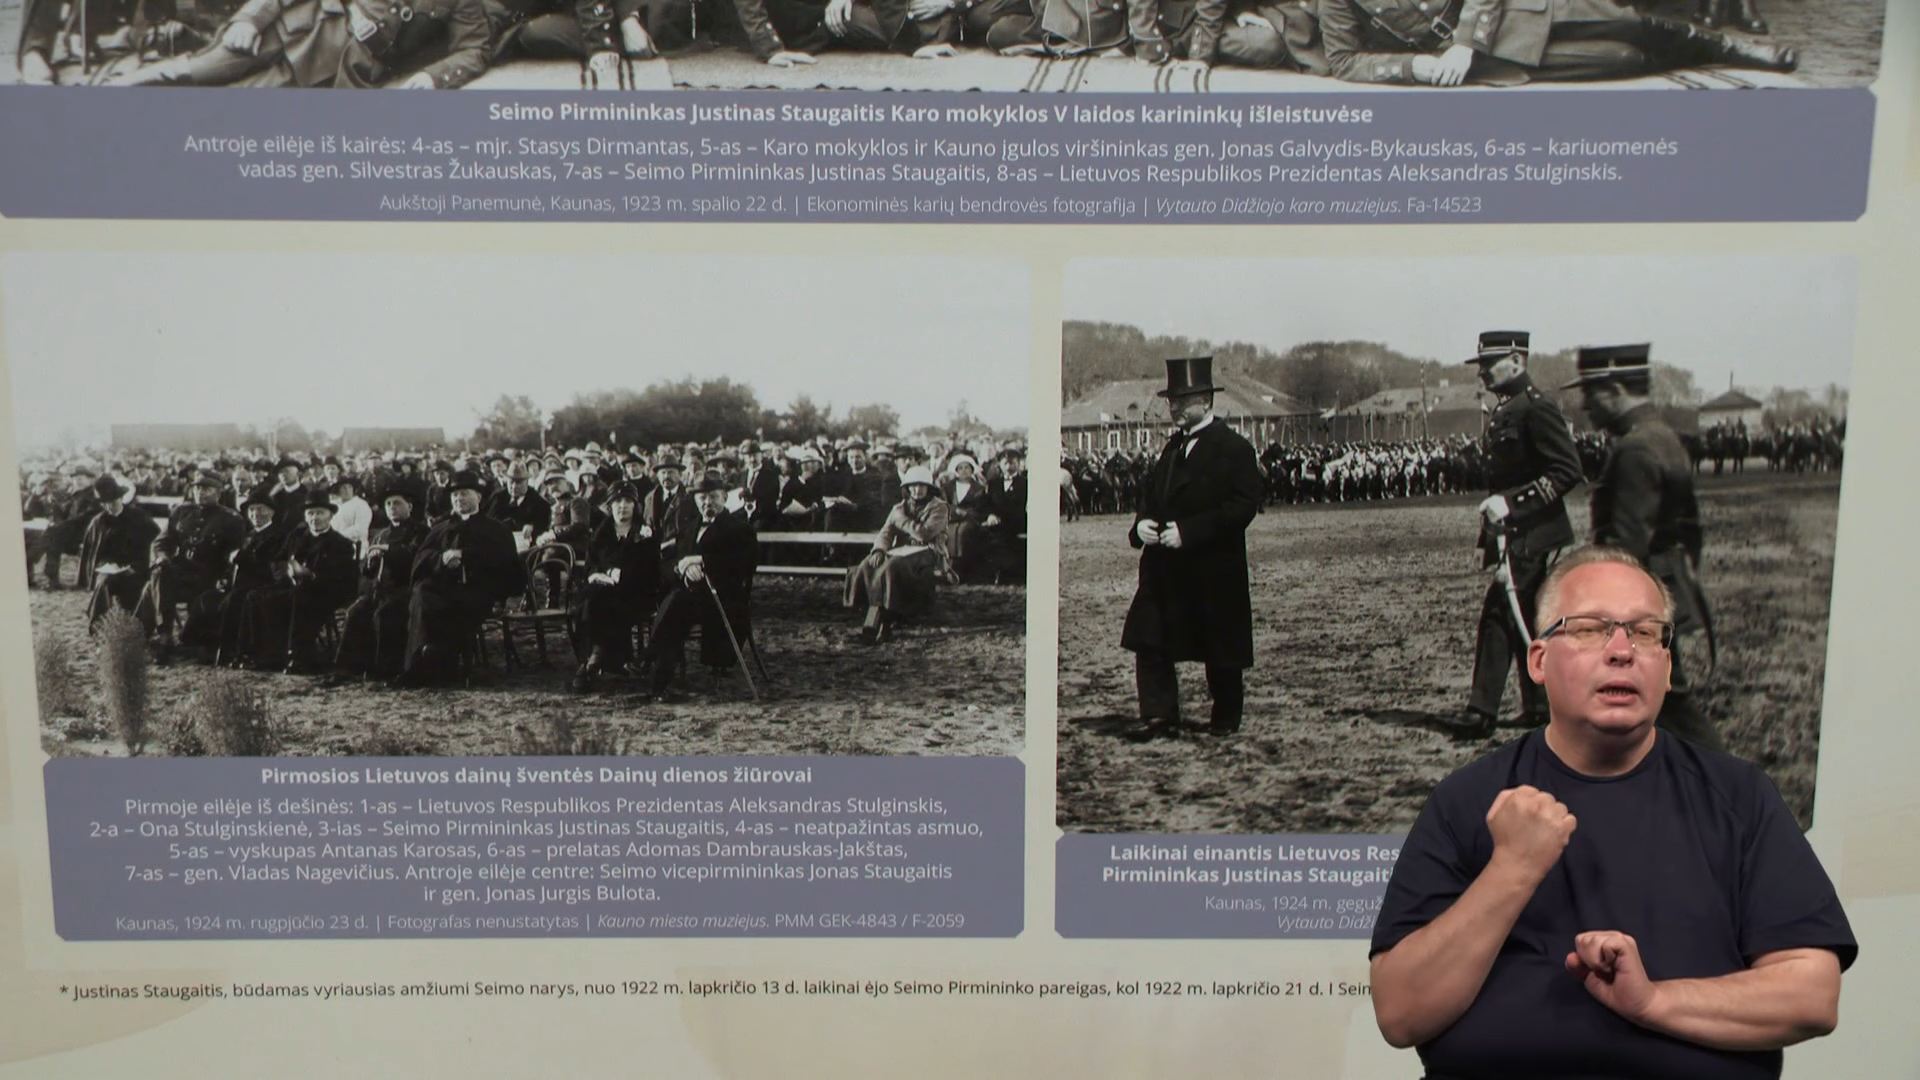 Seimo Pirmininkas Justinas Staugaitis Karo mokyklos V laidos karininkų išleistuvėse
Antroje eilėje iš kairės: 4-as – mjr. Stasys Dirmantas, 5-as – Karo mokyklos ir Kauno įgulos viršininkas gen. Jonas Galvydis-Bykauskas, 6-as – kariuomenės
vadas gen. Silvestras Žukauskas, 7-as – Seimo Pirmininkas Justinas Staugaitis, 8-as – Lietuvos Respublikos Prezidentas Aleksandras Stulginskis.
Aukštoji Panemunė, Kaunas, 1923 m. spalio 22 d. | Ekonominės karių bendrovės fotografija | Vytauto Didžiojo karo muziejus. Fa-14523
Pirmosios Lietuvos dainų šventės Dainų dienos žiūrovai
Pirmoje eilėje iš dešinės: 1-as – Lietuvos Respublikos Prezidentas Aleksandras Stulginskis,
2-a – Ona Stulginskienė, 3-ias – Seimo Pirmininkas Justinas Staugaitis, 4-as – neatpažintas asmuo,
5-as – vyskupas Antanas Karosas, 6-as – prelatas Adomas Dambrauskas-Jakštas,
7-as – gen. Vladas Nagevičius. Antroje eilėje centre: Seimo vicepirmininkas Jonas Staugaitis
ir gen. Jonas Jurgis Bulota.
Kaunas, 1924 m. rugpjūčio 23 d. | Fotografas nenustatytas | Kauno miesto muziejus. PMM GEK-4843 / F-2059
Laikinai einantis Lietuvos Res
Pirmininkas Justinas Staugait
Kaunas, 1924 m. geguž
Vytauto Didži
* Justinas Staugaitis, būdamas vyriausias amžiumi Seimo narys, nuo 1922 m. lapkričio 13 d. laikinai ėjo Seimo Pirmininko pareigas, kol 1922 m. lapkričio 21 d. I Sein